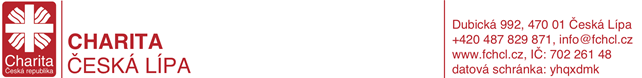 Charita
Česká republika
CHARITA
ČESKÁ LÍPA
Dubická 992, 470 01 Česká Lípa
+420 487 829 871, info@fchcl.cz
www.fchcl.cz, IČ: 702 261 48
datová schránka: yhqxdmk